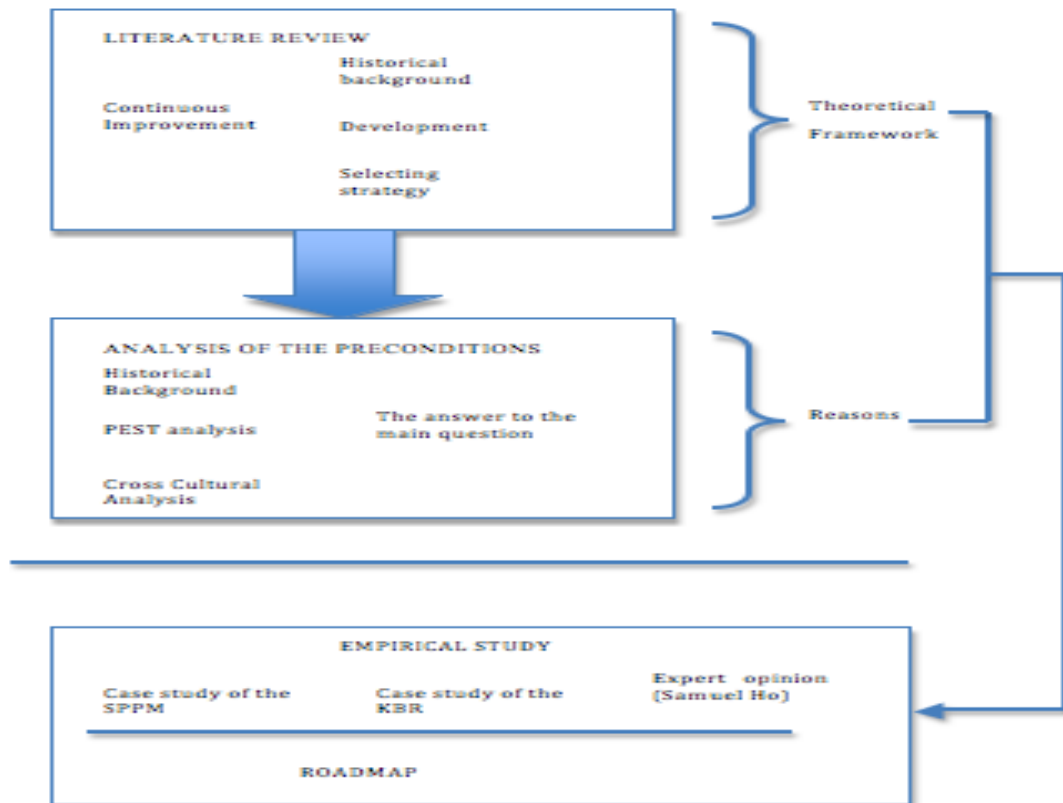 LITERATURE REVIEW
Historical
background
Continuous
Improvement
Development
Selecting
strategy
Theoretical
Framework
ANALYSIS OF THE PRECONDITIONS
Historical
Background
PEST analysis
The answer to the
main question
Cross Cultural
Analysis
Reasons
EMPIRICAL STUDY
Case study of the
SPPM
Case study of the
KBR
Expert opinion
(Samuel Ho)
ROADMAP